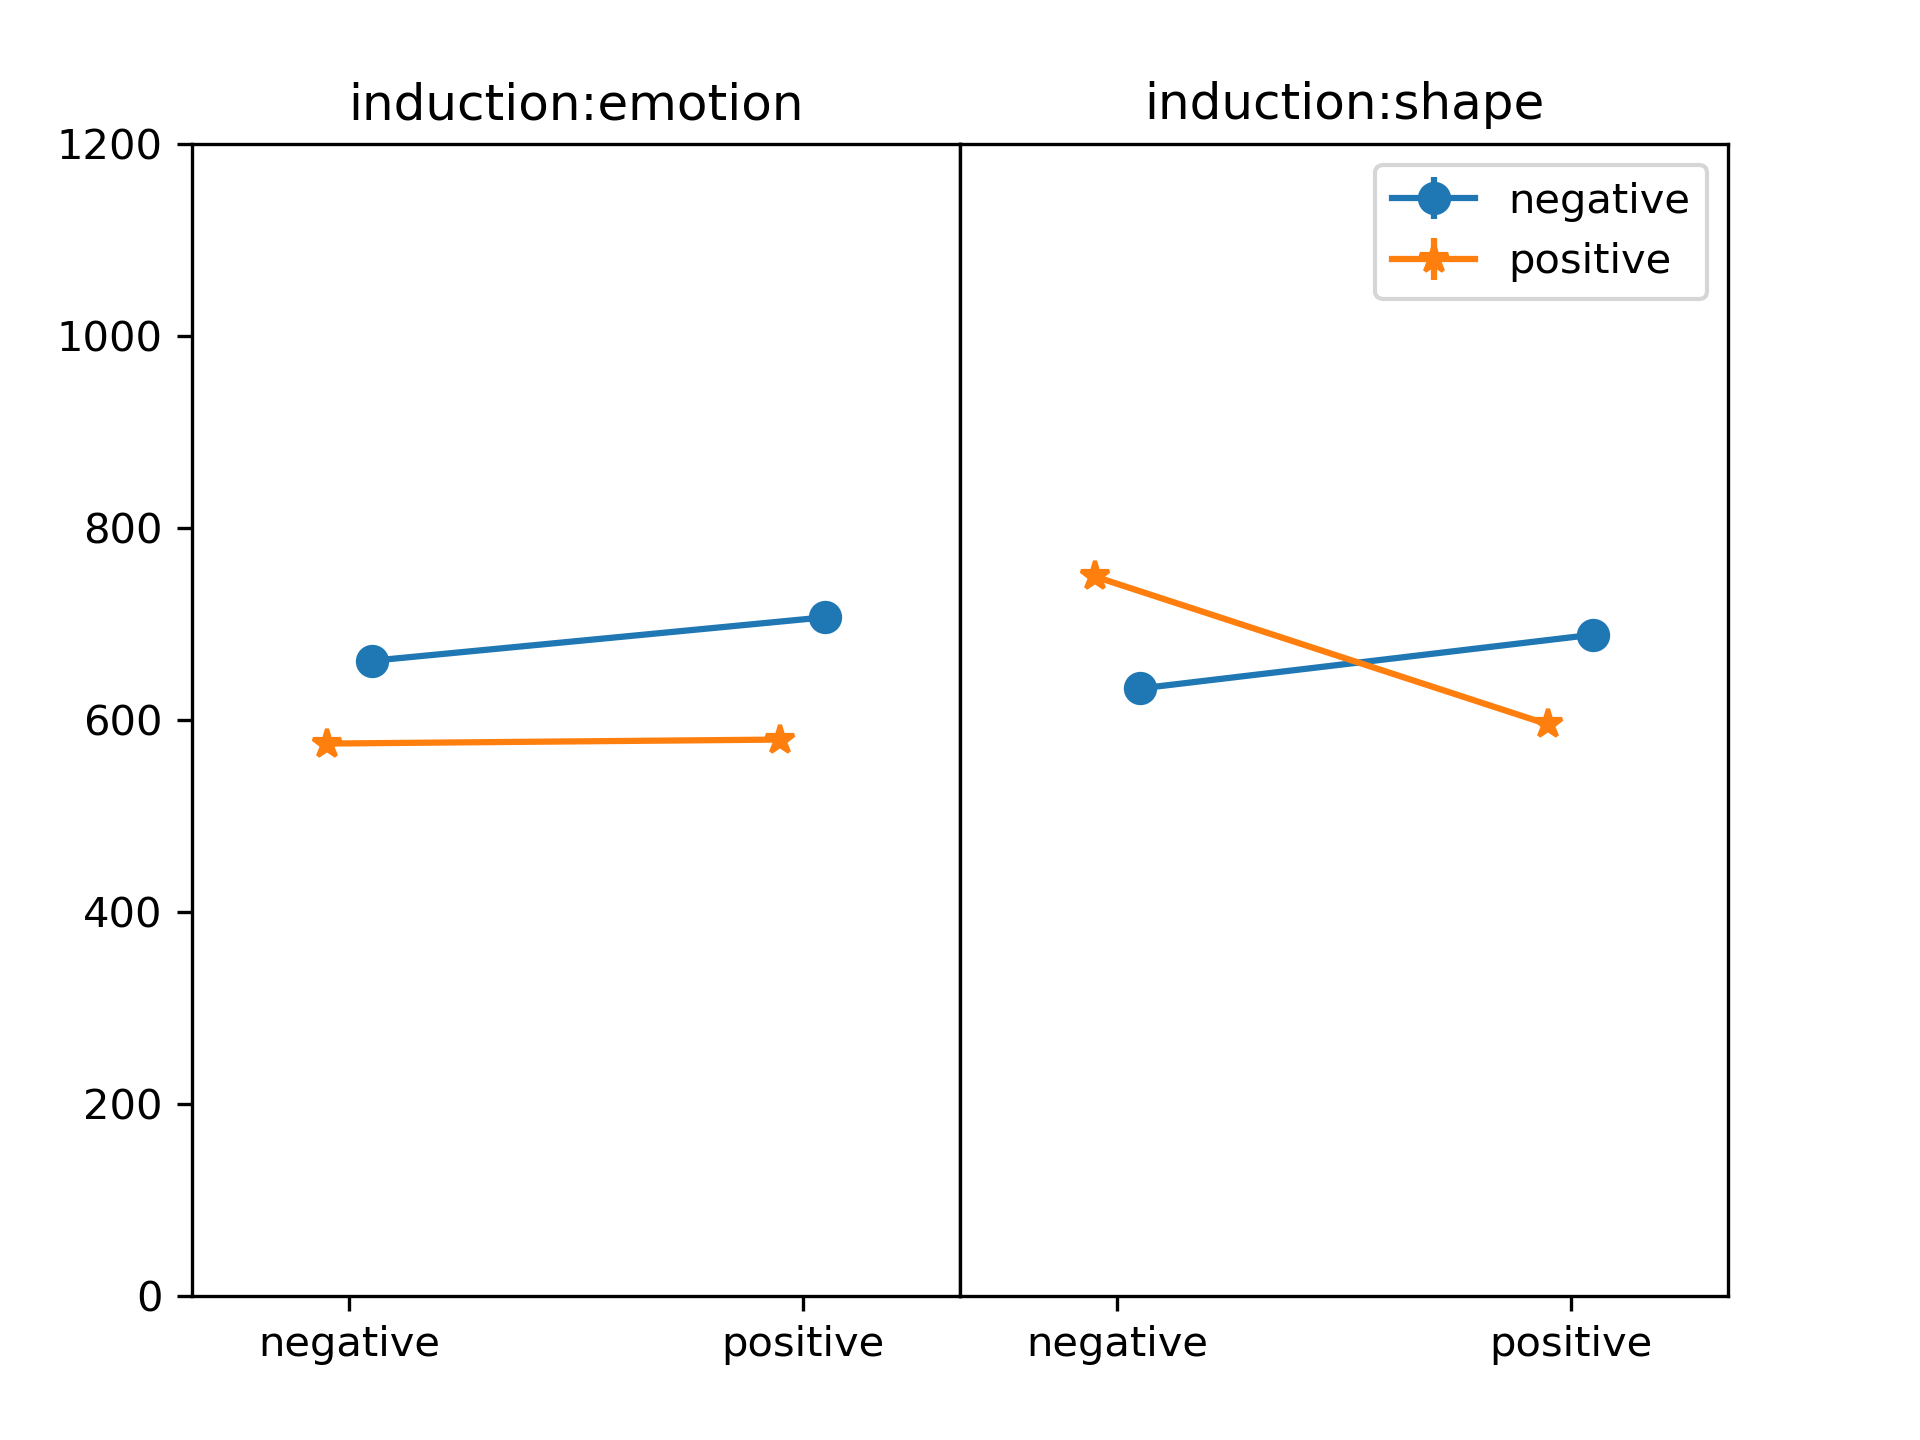 induction:emotion
induction:shape
1200
1000
800
600
400
200
0
negative
positive
negative
positive
negative
positive